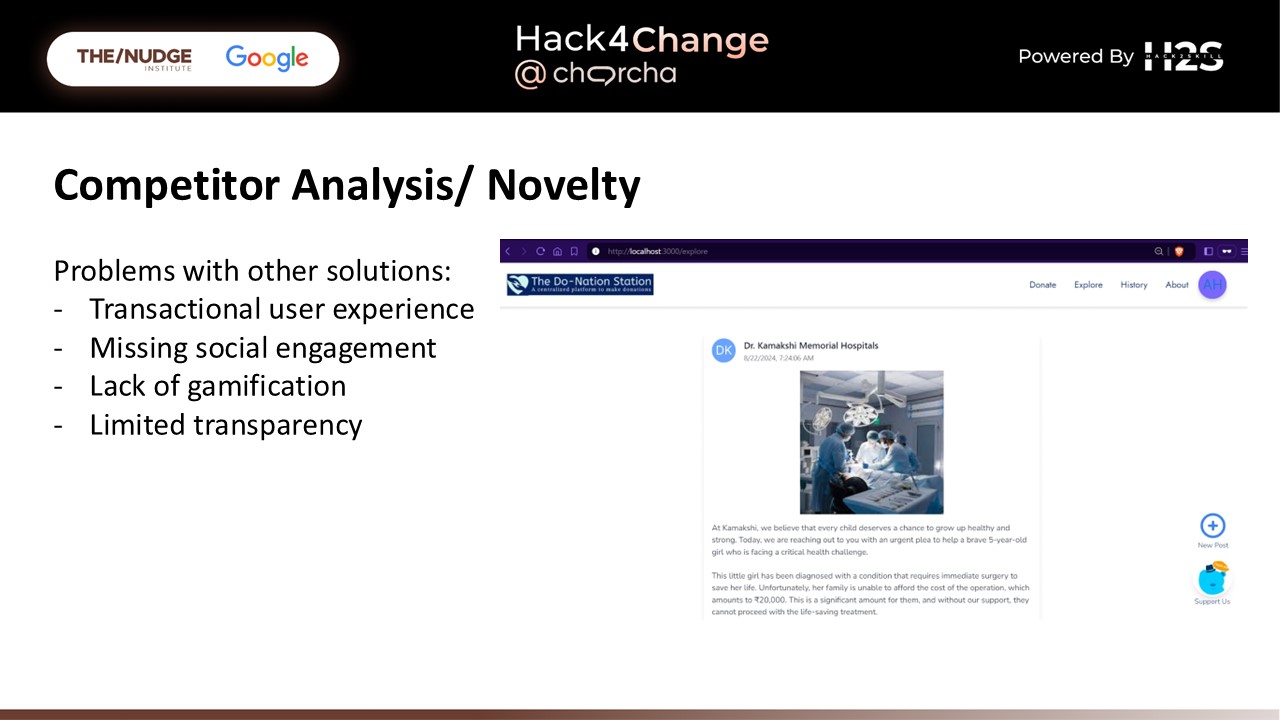 THE/NUDGE
INSTITUTE
Google
Hack4Change
@ charcha
Powered By H2S
HACK2SKILL
Competitor Analysis/ Novelty
Problems with other solutions:
- Transactional user experience
- Missing social engagement
- Lack of gamification
- Limited transparency
http://localhost:3000/explore
The Do-Nation Station
A centralized platform to make donations
Donate Explore History About AH
DK Dr. Kamakshi Memorial Hospitals
8/22/2024, 7:24:06 AM
At Kamakshi, we believe that every child deserves a chance to grow up healthy and
strong. Today, we are reaching out to you with an urgent plea to help a brave 5-year-old
girl who is facing a critical health challenge.
This little girl has been diagnosed with a condition that requires immediate surgery to
save her life. Unfortunately, her family is unable to afford the cost of the operation, which
amounts to ₹20,000. This is a significant amount for them, and without our support, they
cannot proceed with the life-saving treatment.
New Post
Support Us